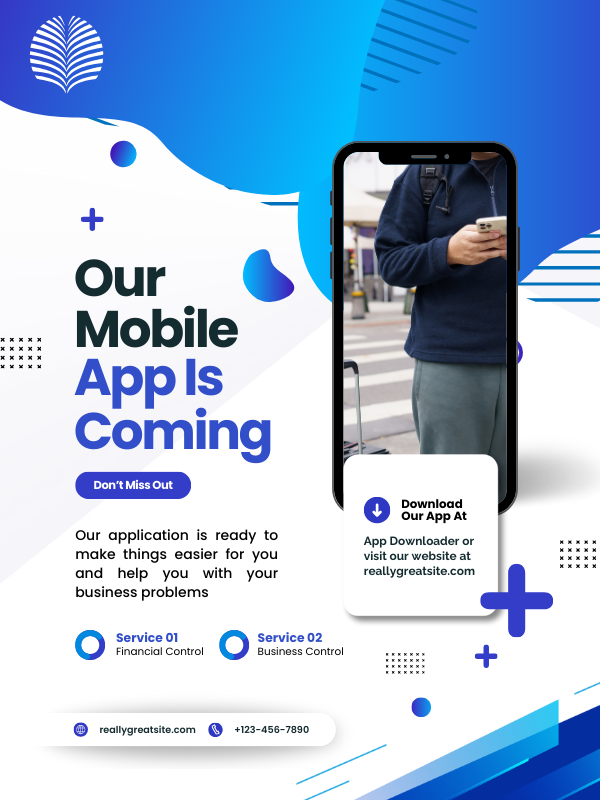 Our
Mobile
App Is
Coming
Don't Miss Out
Our application is ready to
make things easier for you
and help you with your
business problems
Service 01
Financial Control
Service 02
Business Control
Download
Our App At
App Downloader or
visit our website at
reallygreatsite.com
reallygreatsite.com
+123-456-7890